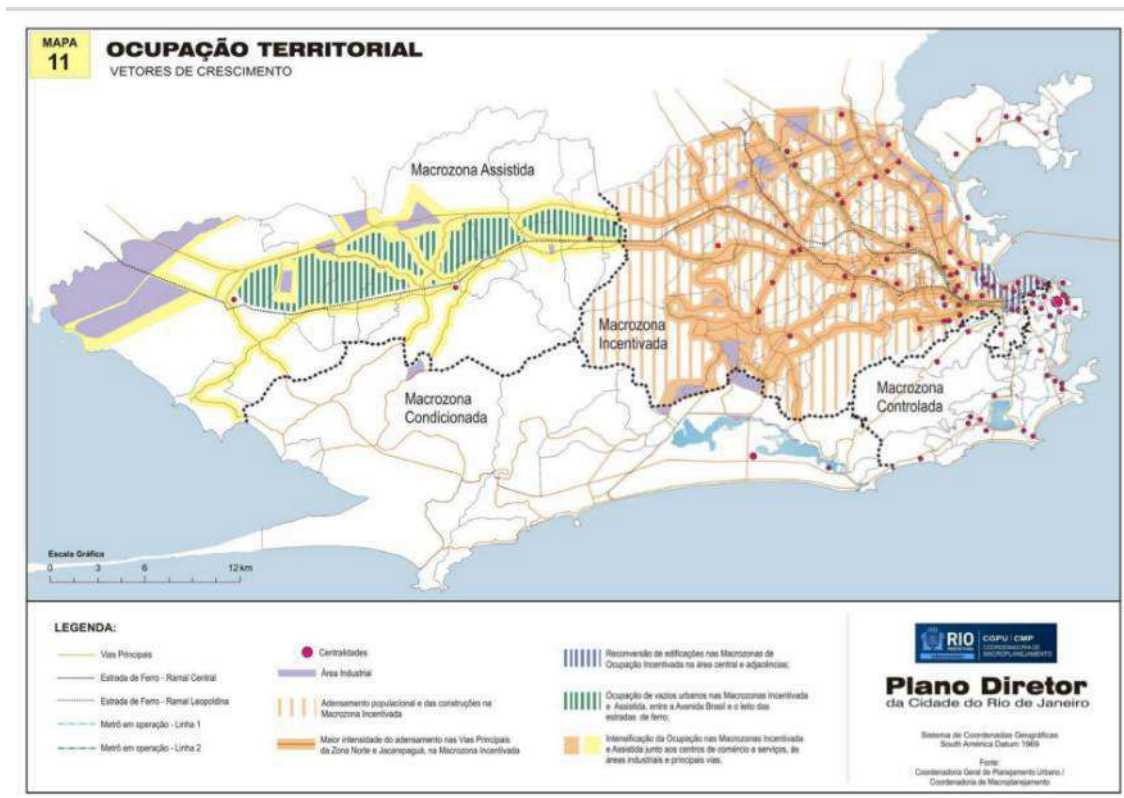 MAPA
11
OCUPAÇÃO TERRITORIAL
VETORES DE CRESCIMENTO
Macrozona Assistida
Macrozona
Incentivada
Macrozona
Condicionada
Macrozona
Controlada
Escala Gráfica
0 3 6 12 km
LEGENDA:
Vias Principais
Estrada de Ferro - Ramal Central
Estrada de Ferro - Ramal Leopoldina
Metrô em operação - Linha 1
Metrô em operação - Linha 2
Centralidades
Área Industrial
Adensamento populacional e das construções na
Macrozona Incentivada
Maior intensidade do adensamento nas Vias Principais
da Zona Norte e Jacarepaguá, na Macrozona Incentivada
Reconversão de edificações nas Macrozonas de
Ocupação Incentivada na área central e adjacências;
Ocupação de vazios urbanos nas Macrozonas Incentivada
e Assistida, entre a Avenida Brasil e o leito das
estradas de ferro;
Intensificação da Ocupação nas Macrozonas Incentivada
e Assistida junto aos centros de comércio e serviços, às
áreas industriais e principais vias.
RIO
PREFEITURA
CGPU | CMP
COORDENADORIA DE
MACROPLANEJAMENTO
Plano Diretor
da Cidade do Rio de Janeiro
Sistema de Coordenadas Geográficas
South América Datum 1969
Fonte:
Coordenadoria Geral de Planejamento Urbano /
Coordenadoria de Macroplanejamento